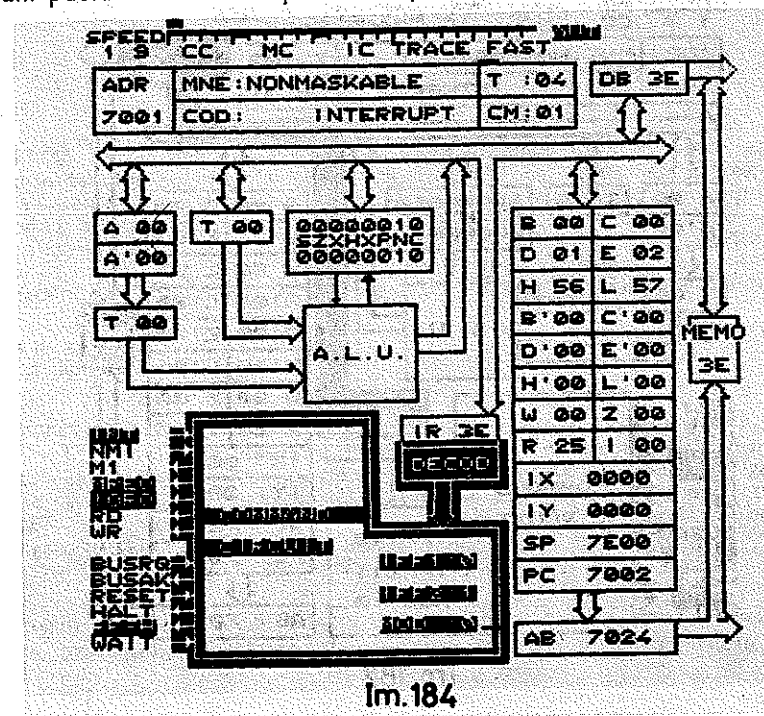 SPEED
1 9 CC MC IC TRACE FAST
ADR MNE:NONMASKABLE T :04 DB 3E
7001 COD: INTERRUPT CM:01
A 00 T 00 00000010 B 00 C 00
A'00 SZXHXPNC D 01 E 02
00000010 H 56 L 57
T 00 B'00 C'00 MEMO
A.L.U. D'00 E'00 3E
H'00 L'00
IR 3E W 00 Z 00
NMI DECOD R 25 I 00
M1 IX 0000
RD IY 0000
WR SP 7E00
BUSRQ PC 7002
BUSAK
RESET
HALT
WAIT AB 7024
Im.184